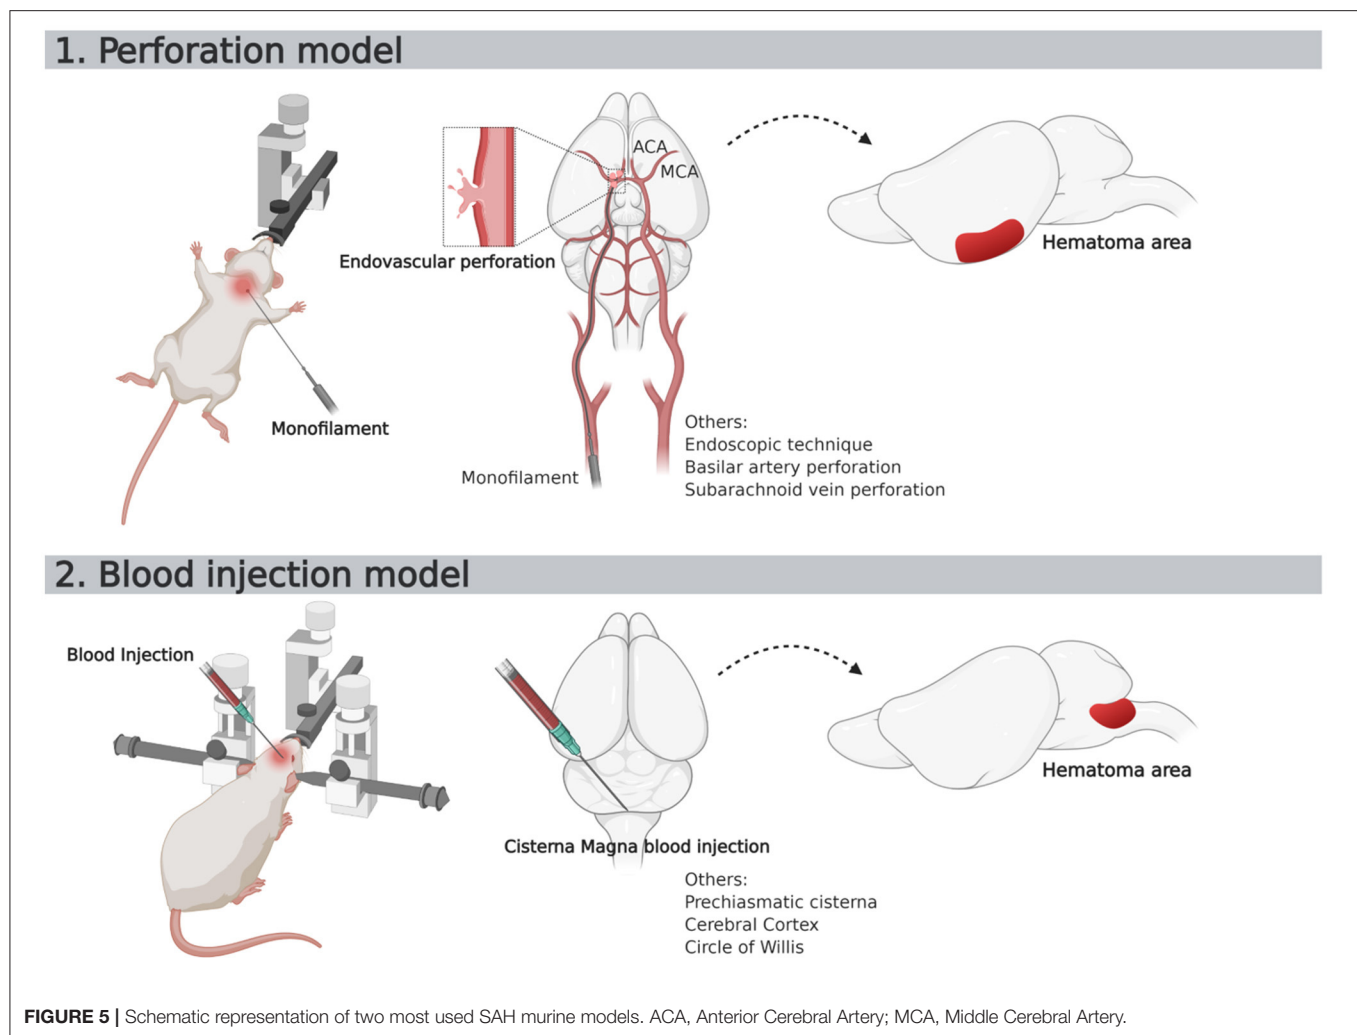 1. Perforation model
ACA
MCA
Endovascular perforation
Hematoma area
Monofilament
Monofilament
Others:
Endoscopic technique
Basilar artery perforation
Subarachnoid vein perforation
2. Blood injection model
Blood Injection
Hematoma area
Cisterna Magna blood injection
Others:
Prechiasmatic cisterna
Cerebral Cortex
Circle of Willis
FIGURE 5 | Schematic representation of two most used SAH murine models. ACA, Anterior Cerebral Artery; MCA, Middle Cerebral Artery.